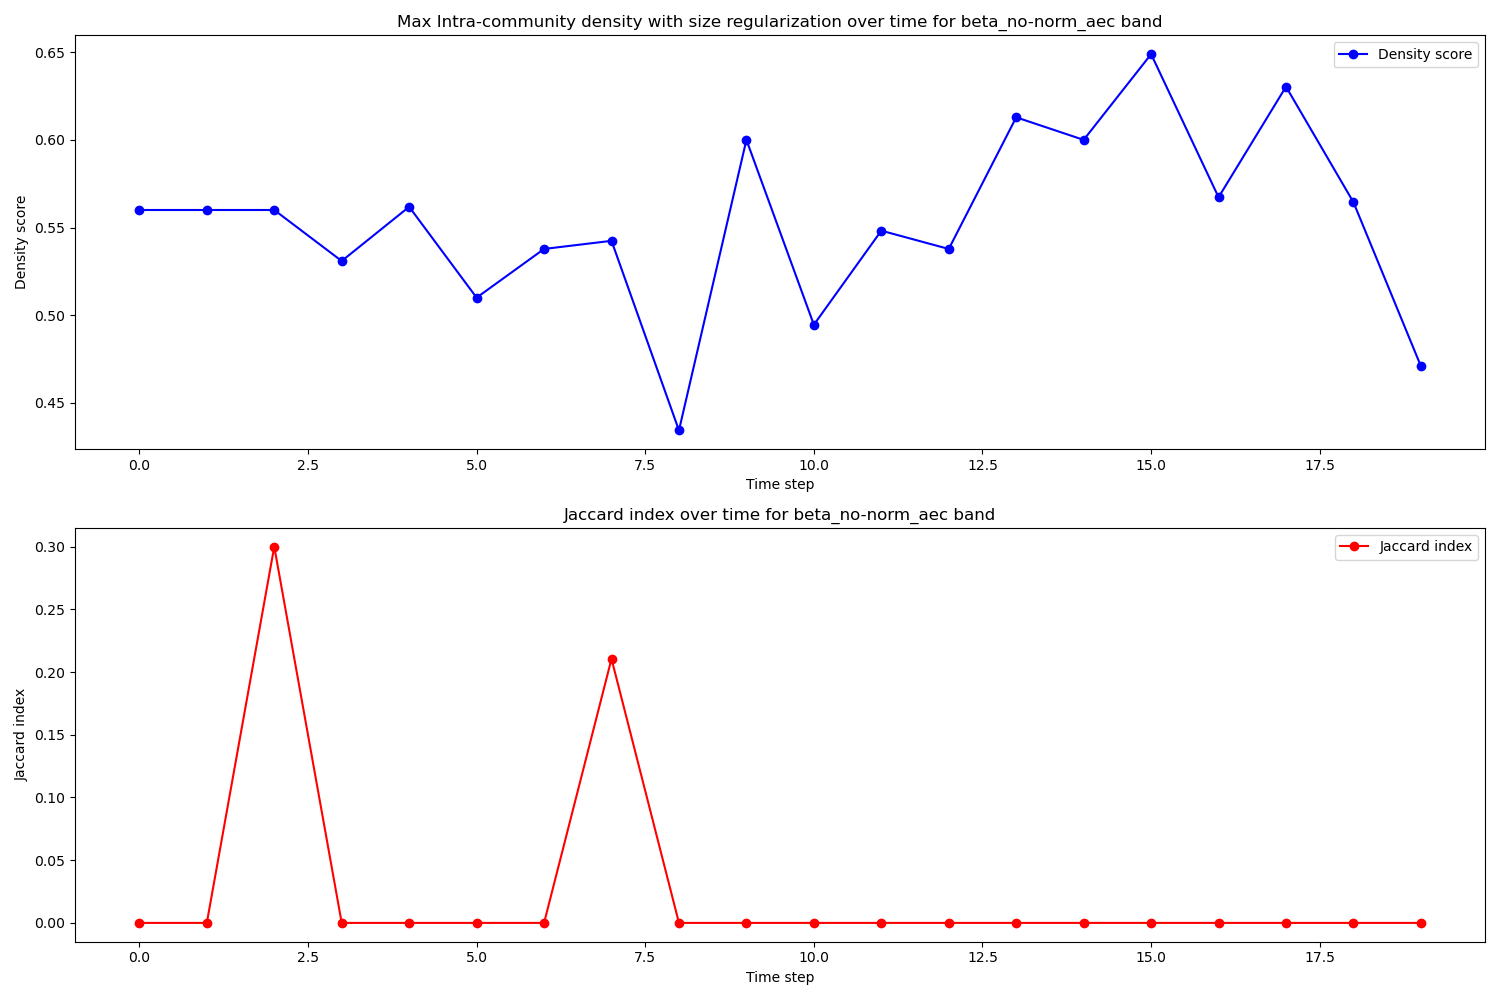 Max Intra-community density with size regularization over time for beta_no-norm_aec band
Density score
0.65
0.60
0.55
0.50
0.45
Density score
0.0 2.5 5.0 7.5 10.0 12.5 15.0 17.5
Time step
Jaccard index over time for beta_no-norm_aec band
Jaccard index
0.30
0.25
0.20
0.15
0.10
0.05
0.00
Jaccard index
0.0 2.5 5.0 7.5 10.0 12.5 15.0 17.5
Time step